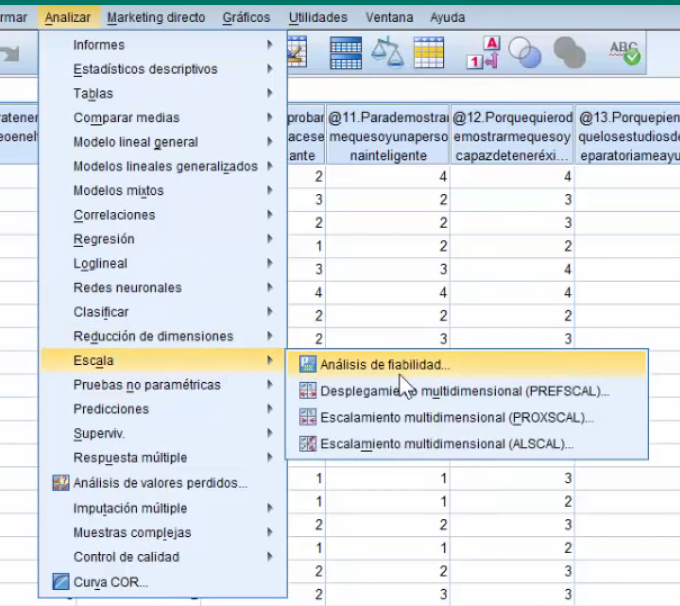 rmar Analizar Marketing directo Gráficos Utilidades Ventana Ayuda
Informes
Estadísticos descriptivos
Tablas
Comparar medias
Modelo lineal general
Modelos lineales generalizados
Modelos mixtos
Correlaciones
Regresión
Loglineal
Redes neuronales
Clasificar
Reducción de dimensiones
Escala
Pruebas no paramétricas
Predicciones
Superviv.
Respuesta múltiple
Análisis de valores perdidos...
Imputación múltiple
Muestras complejas
Control de calidad
Curva COR...
Análisis de fiabilidad...
Desplegamiento multidimensional (PREFSCAL)...
Escalamiento multidimensional (PROXSCAL)...
Escalamiento multidimensional (ALSCAL)...
A
1
ABC
ratener
eoenelt
probar @11.Parademostrar @12.Porquequierod @13.Porquepien
acese mequesoyunaperso emostrarmequesoy quelosestudiosde
ante nainteligente capazdeteneréxi... eparatoriameayu
2 4 4
3 2 3
2 2 3
1 2 2
3 3 4
4 4 4
2 2 2
2 3 3
1 1 3
1 1 2
2 2 3
1 1 2
2 2 3
2 3 3